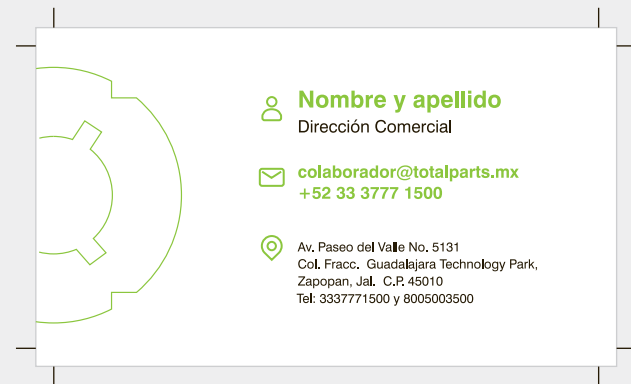 Nombre y apellido
Dirección Comercial
colaborador@totalparts.mx
+52 33 3777 1500
Av. Paseo del Valle No. 5131
Col. Fracc. Guadalajara Technology Park,
Zapopan, Jal. C.P. 45010
Tel: 3337771500 y 8005003500